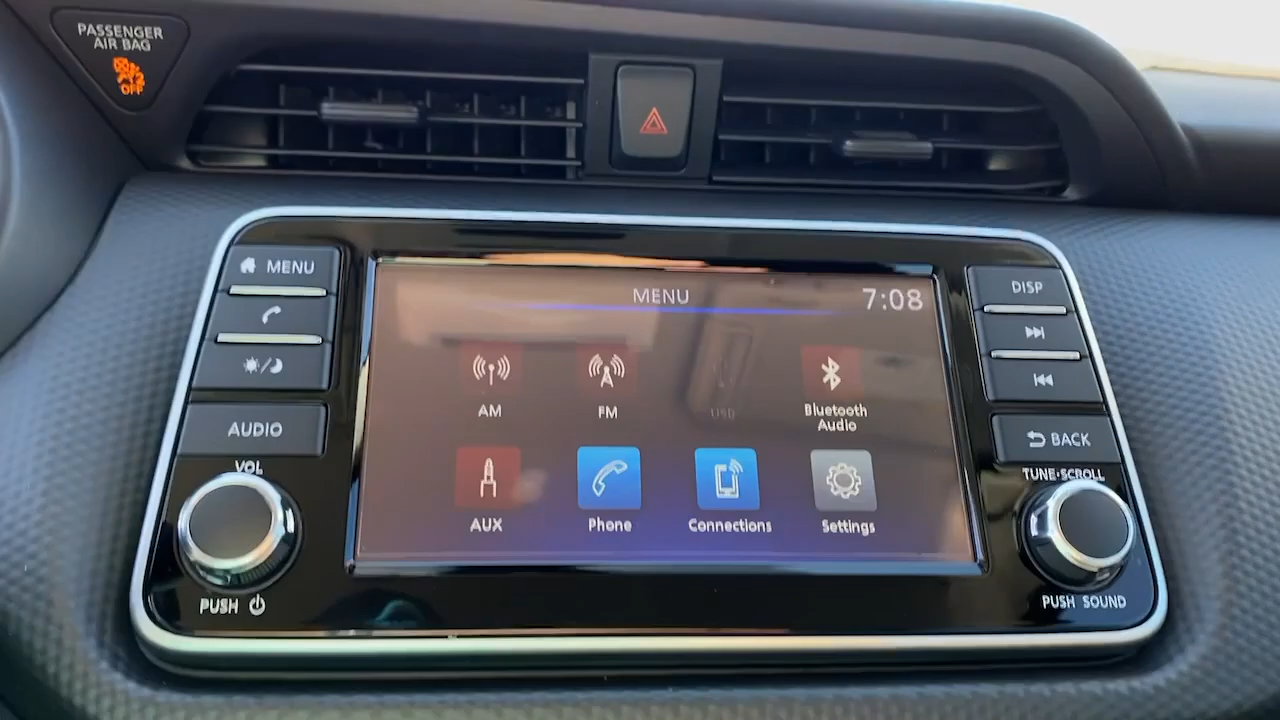 PASSENGER
AIR BAG
OFF
MENU
AUDIO
VOL
PUSH
MENU
7:08
AM
FM
USB
Bluetooth
Audio
AUX
Phone
Connections
Settings
DISP
BACK
TUNE·SCROLL
PUSH SOUND